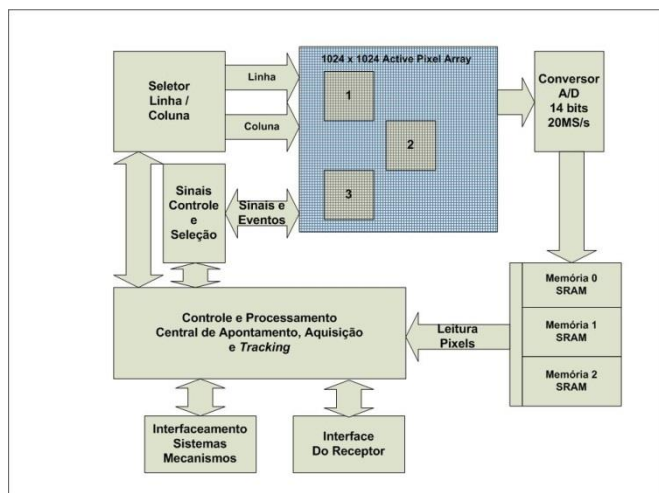 1024 x 1024 Active Pixel Array
Seletor
Linha /
Coluna
Linha
Coluna
1
2
3
Conversor
A/D
14 bits
20MS/s
Sinais
Controle
e
Seleção
Sinais e
Eventos
Memória 0
SRAM
Memória 1
SRAM
Memória 2
SRAM
Controle e Processamento
Central de Apontamento, Aquisição
e Tracking
Leitura
Pixels
Interfaceamento
Sistemas
Mecanismos
Interface
Do Receptor